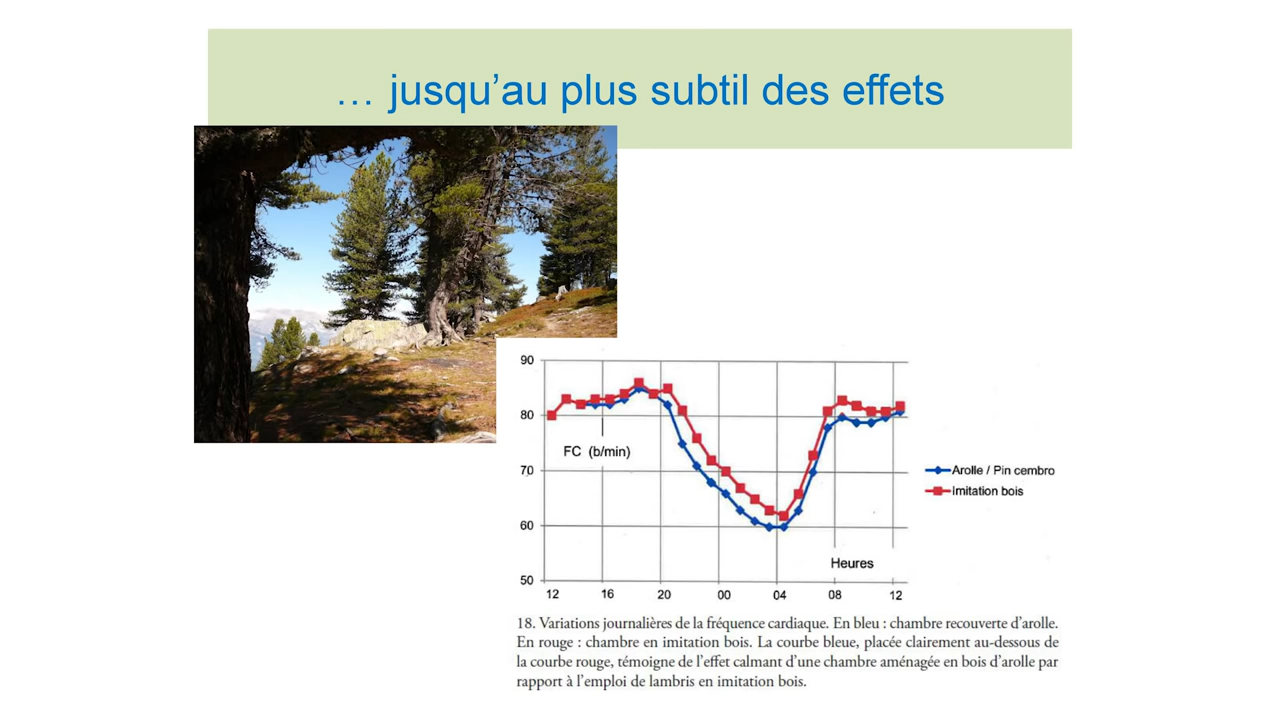 … jusqu’au plus subtil des effets
90
80
70
60
50
FC (b/min)
Heures
12 16 20 00 04 08 12
Arolle / Pin cembro
Imitation bois
18. Variations journalières de la fréquence cardiaque. En bleu : chambre recouverte d’arolle.
En rouge : chambre en imitation bois. La courbe bleue, placée clairement au-dessous de
la courbe rouge, témoigne de l’effet calmant d’une chambre aménagée en bois d’arolle par
rapport à l’emploi de lambris en imitation bois.